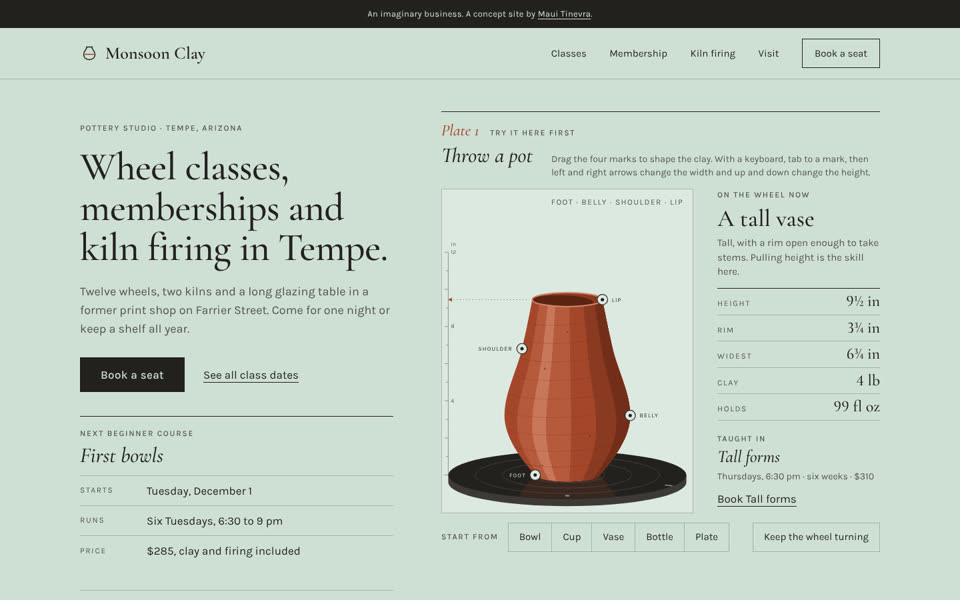 An imaginary business. A concept site by Maui Tinevra.
Monsoon Clay
Classes
Membership
Kiln firing
Visit
Book a seat
POTTERY STUDIO · TEMPE, ARIZONA
Wheel classes,
memberships and
kiln firing in Tempe.
Twelve wheels, two kilns and a long glazing table in a
former print shop on Farrier Street. Come for one night or
keep a shelf all year.
Book a seat
See all class dates
NEXT BEGINNER COURSE
First bowls
STARTS Tuesday, December 1
RUNS Six Tuesdays, 6:30 to 9 pm
PRICE $285, clay and firing included
Plate 1 TRY IT HERE FIRST
Throw a pot
Drag the four marks to shape the clay. With a keyboard, tab to a mark, then
left and right arrows change the width and up and down change the height.
FOOT · BELLY · SHOULDER · LIP
in
12
8
4
LIP
SHOULDER
BELLY
FOOT
ON THE WHEEL NOW
A tall vase
Tall, with a rim open enough to take
stems. Pulling height is the skill
here.
HEIGHT 9½ in
RIM 3¼ in
WIDEST 6¾ in
CLAY 4 lb
HOLDS 99 fl oz
TAUGHT IN
Tall forms
Thursdays, 6:30 pm · six weeks · $310
Book Tall forms
START FROM
Bowl
Cup
Vase
Bottle
Plate
Keep the wheel turning